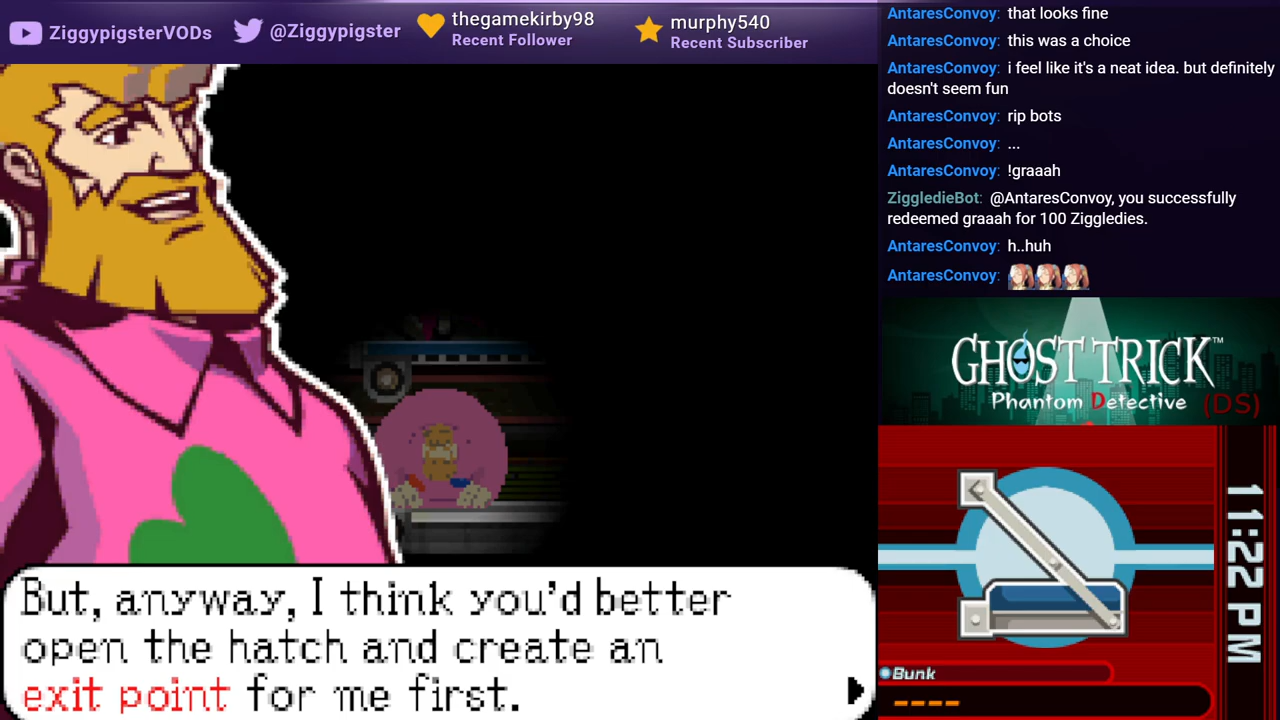 ZiggypigsterVODs
@Ziggypigster
thegamekirby98
Recent Follower
murphy540
Recent Subscriber
AntaresConvoy: that looks fine
AntaresConvoy: this was a choice
AntaresConvoy: i feel like it's a neat idea. but definitely
doesn't seem fun
AntaresConvoy: rip bots
AntaresConvoy: ...
AntaresConvoy: !graaah
ZiggledieBot: @AntaresConvoy, you successfully
redeemed graaah for 100 Ziggledies.
AntaresConvoy: h..huh
AntaresConvoy:
GHOST TRICK™
Phantom Detective (DS)
11:22 PM
Bunk
----
But, anyway, I think you'd better
open the hatch and create an
exit point for me first.